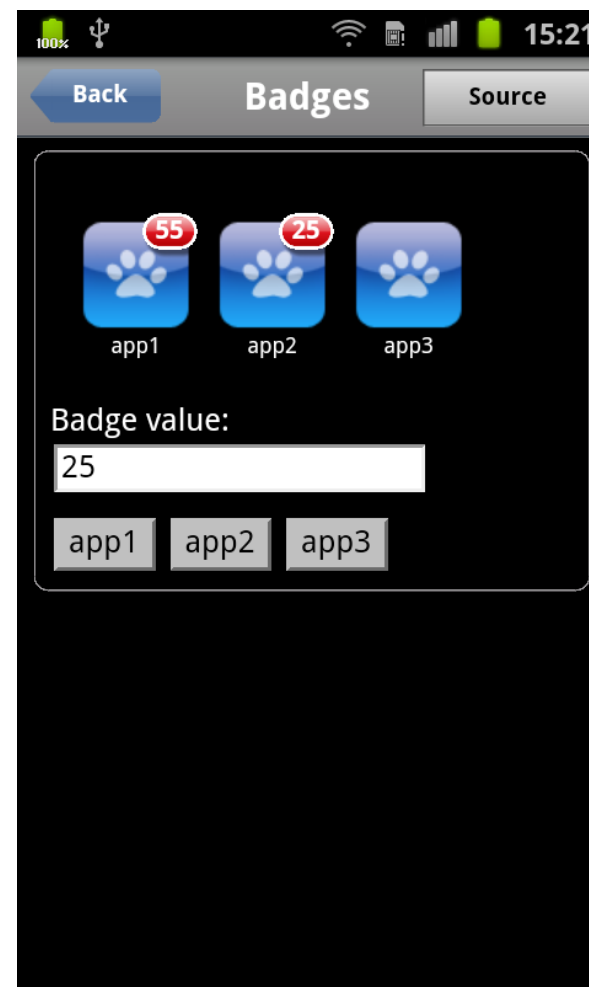 100% 15:21
Back Badges Source
55 25
app1 app2 app3
Badge value:
25
app1 app2 app3